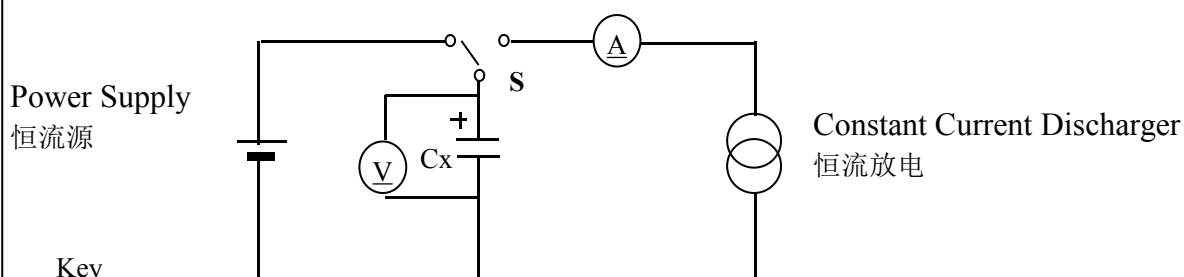 A
S
Power Supply
恒流源
+
V
Cx
Constant Current Discharger
恒流放电
Key